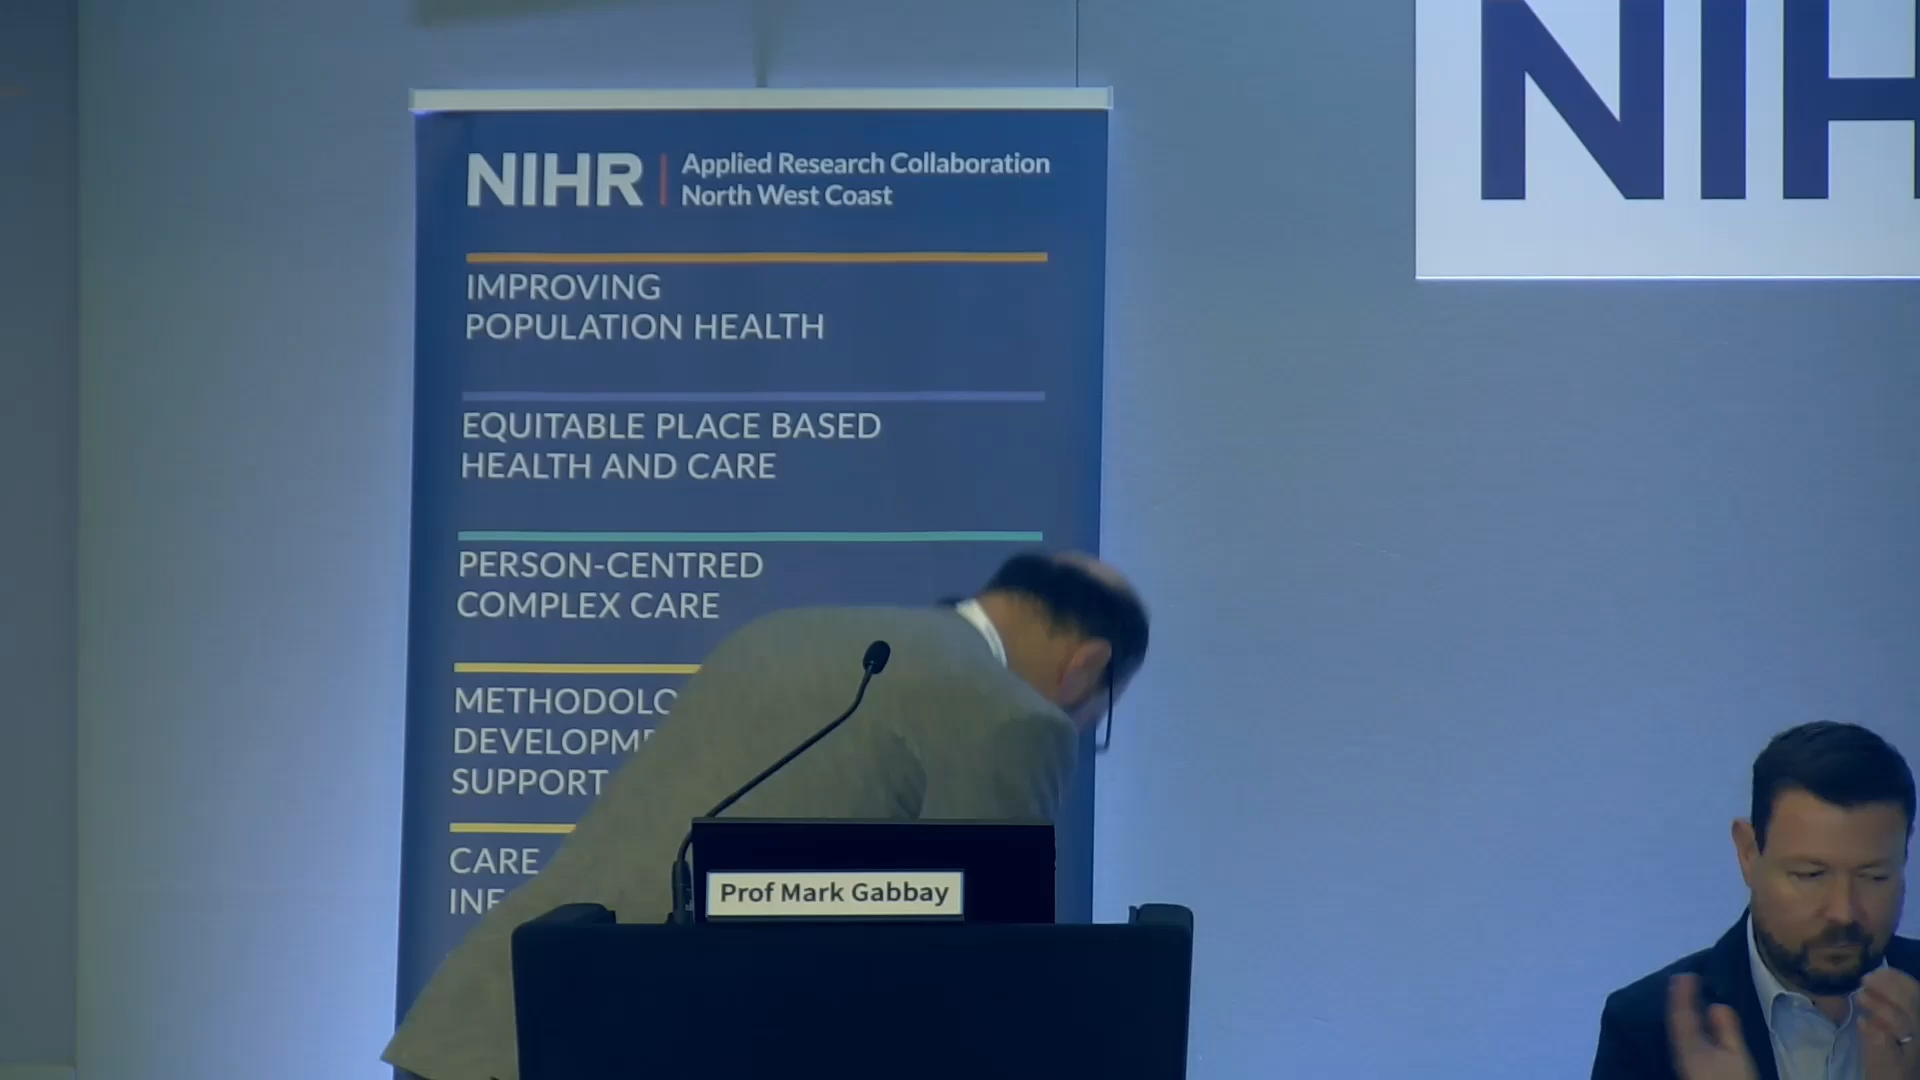 NIHR
Applied Research Collaboration
North West Coast
IMPROVING
POPULATION HEALTH
EQUITABLE PLACE BASED
HEALTH AND CARE
PERSON-CENTRED
COMPLEX CARE
SUPPORT
CARE
Prof Mark Gabbay